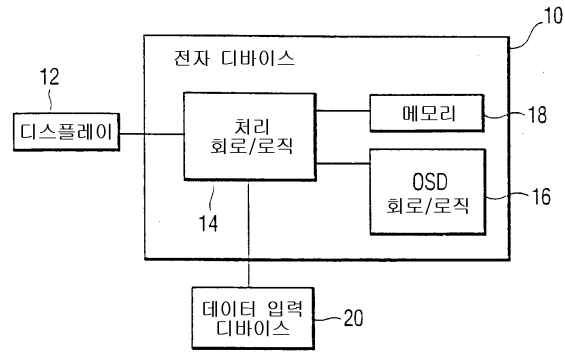 10
전자 디바이스
12
디스플레이
처리
회로/로직
14
메모리
18
OSD
회로/로직
16
데이터 입력
디바이스
20